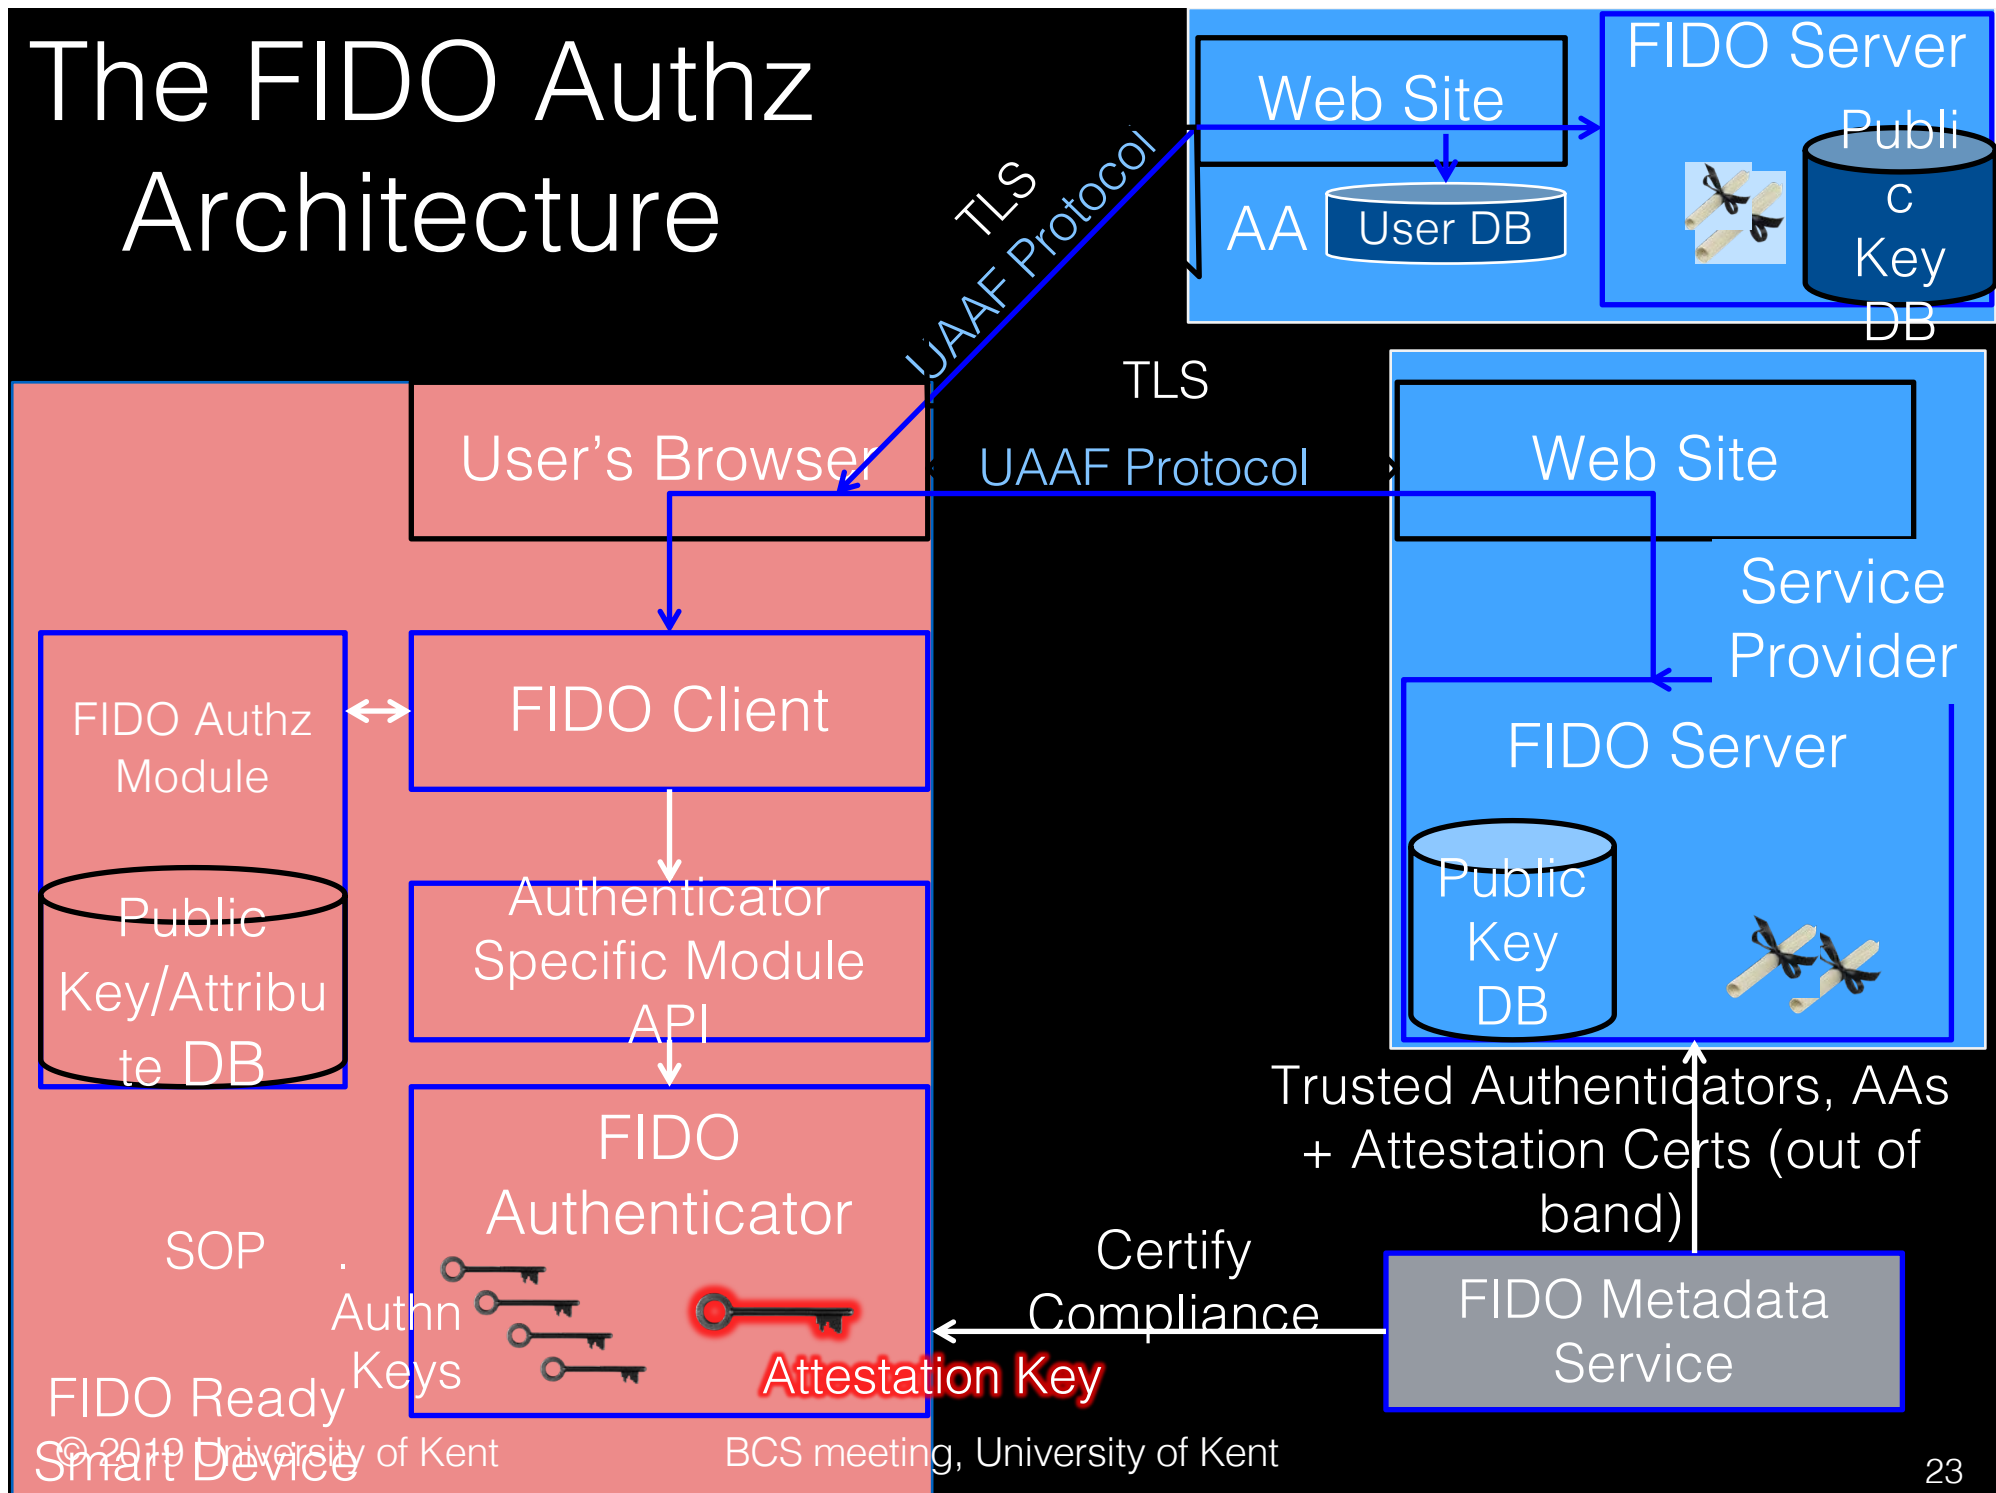 The FIDO Authz
Architecture
FIDO Server
Web Site
Publi
c
Key
DB
AA
User DB
TLS
UAAF Protocol
TLS
UAAF Protocol
User's Browser
Web Site
Service
Provider
FIDO Authz
Module
FIDO Client
FIDO Server
Public
Key/Attribu
te DB
Authenticator
Specific Module
API
Public
Key
DB
Trusted Authenticators, AAs
+ Attestation Certs (out of
band)
FIDO
Authenticator
SOP .
Authn
Keys
Attestation Key
Certify
Compliance
FIDO Metadata
Service
FIDO Ready
Smart Device
© 2019 University of Kent
BCS meeting, University of Kent
23